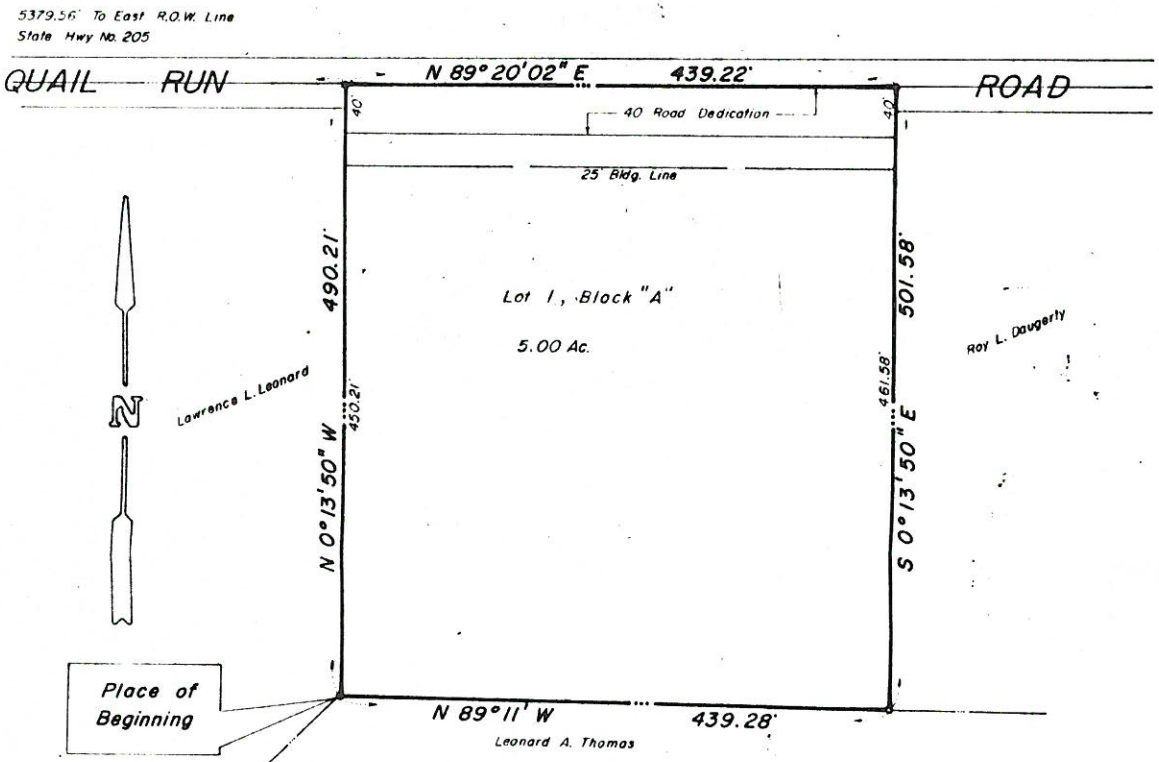 5379.56' To East R.O.W. Line
State Hwy No. 205
QUAIL RUN ROAD
N 89° 20' 02" E 439.22'
40'
40'
40 Road Dedication
25' Bldg. Line
490.21'
501.58'
Lot 1, Block "A"
5.00 Ac.
Roy L. Daugerty
Lawrence L. Leonard
450.21'
461.58'
N
N 0° 13' 50" W
S 0° 13' 50" E
Place of
Beginning
N 89° 11' W 439.28'
Leonard A. Thomas